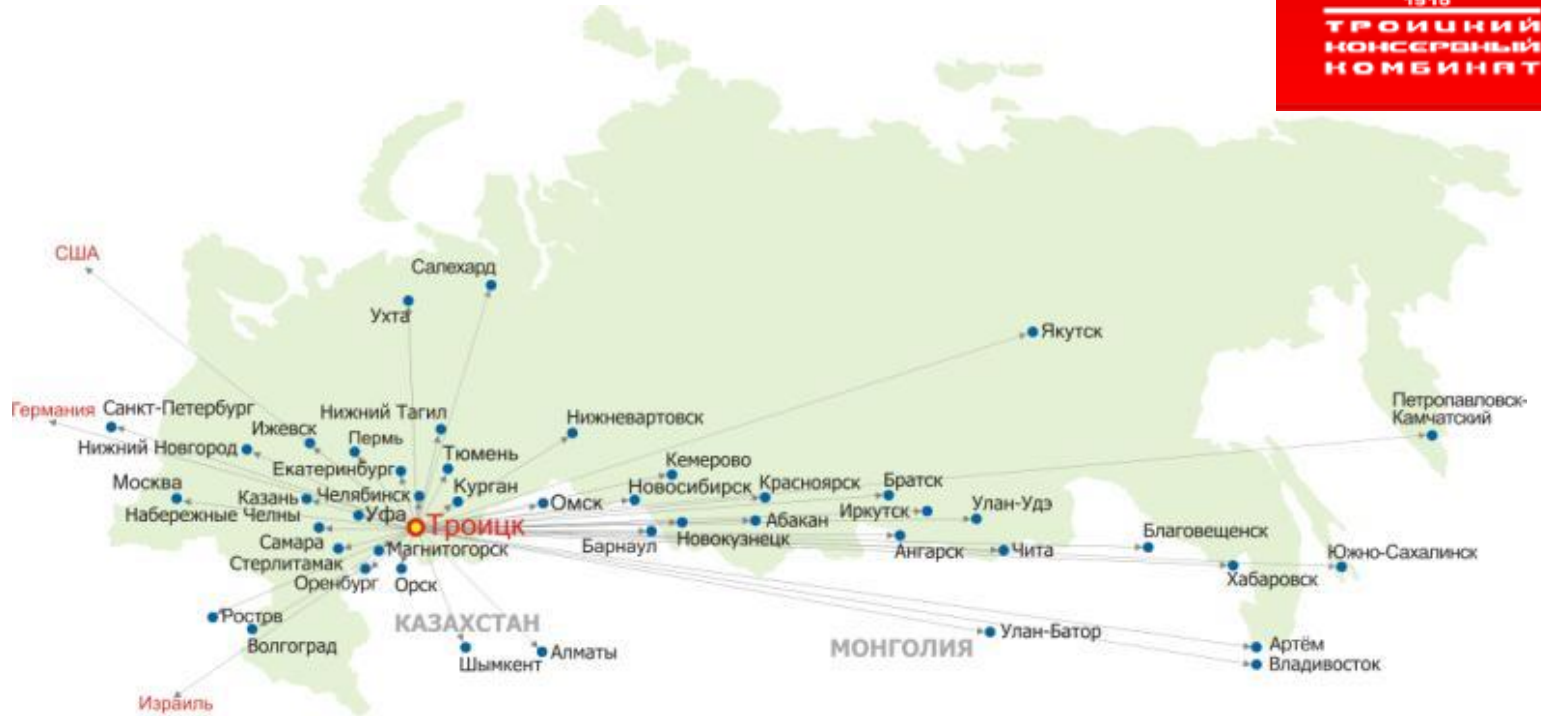 1910
ТРОИЦКИЙ
КОНСЕРВНЫЙ
КОМБИНАТ
США
Салехард
Ухта
Якутск
Германия
Санкт-Петербург
Нижний Тагил
Нижневартовск
Петропавловск-
Камчатский
Ижевск
Пермь
Нижний Новгород
Тюмень
Екатеринбург
Кемерово
Москва
Казань
Челябинск
Курган
Омск
Новосибирск
Красноярск
Братск
Набережные Челны
Уфа
Троицк
Абакан
Иркутск
Улан-Удэ
Самара
Магнитогорск
Барнаул
Новокузнецк
Ангарск
Чита
Благовещенск
Стерлитамак
Оренбург
Орск
Хабаровск
Южно-Сахалинск
Рострв
Волгоград
КАЗАХСТАН
Шымкент
Алматы
МОНГОЛИЯ
Улан-Батор
Артём
Владивосток
Израиль